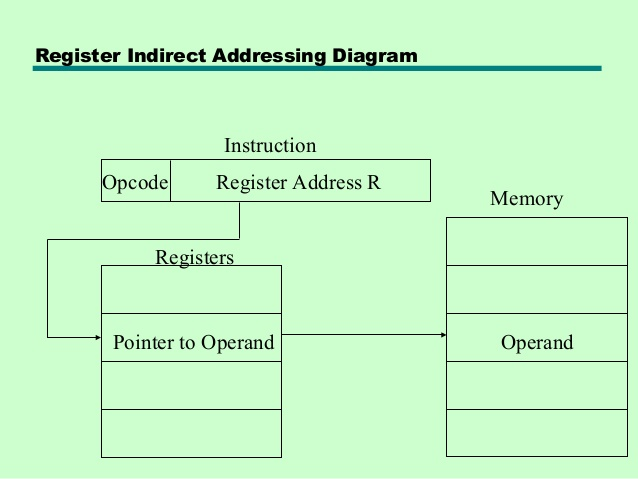 Register Indirect Addressing Diagram
Instruction
Opcode
Register Address R
Memory
Registers
Pointer to Operand
Operand